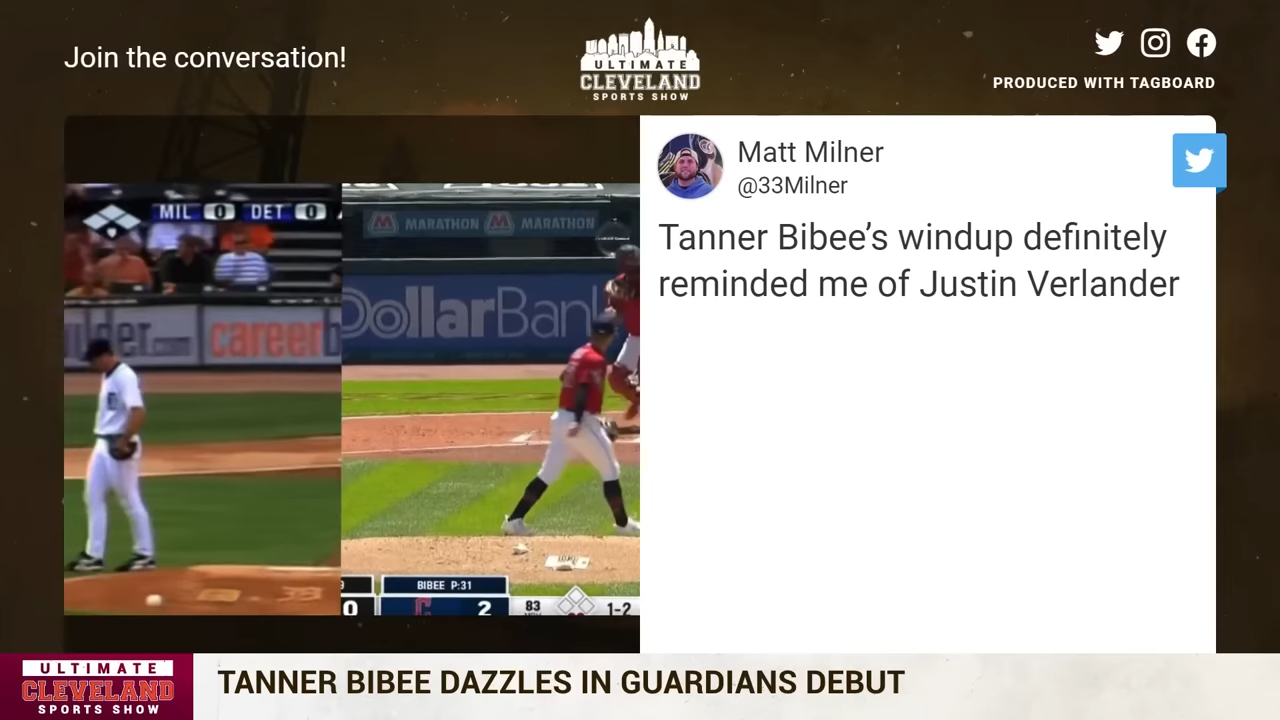 Join the conversation!
ULTIMATE
CLEVELAND
SPORTS SHOW
PRODUCED WITH TAGBOARD
Matt Milner
@33Milner
Tanner Bibee’s windup definitely
reminded me of Justin Verlander
MIL 0 DET 0
MARATHON MARATHON
DollarBank
careerb
BIBEE P:31
0 C 2 83 1-2
ULTIMATE
CLEVELAND
SPORTS SHOW
TANNER BIBEE DAZZLES IN GUARDIANS DEBUT